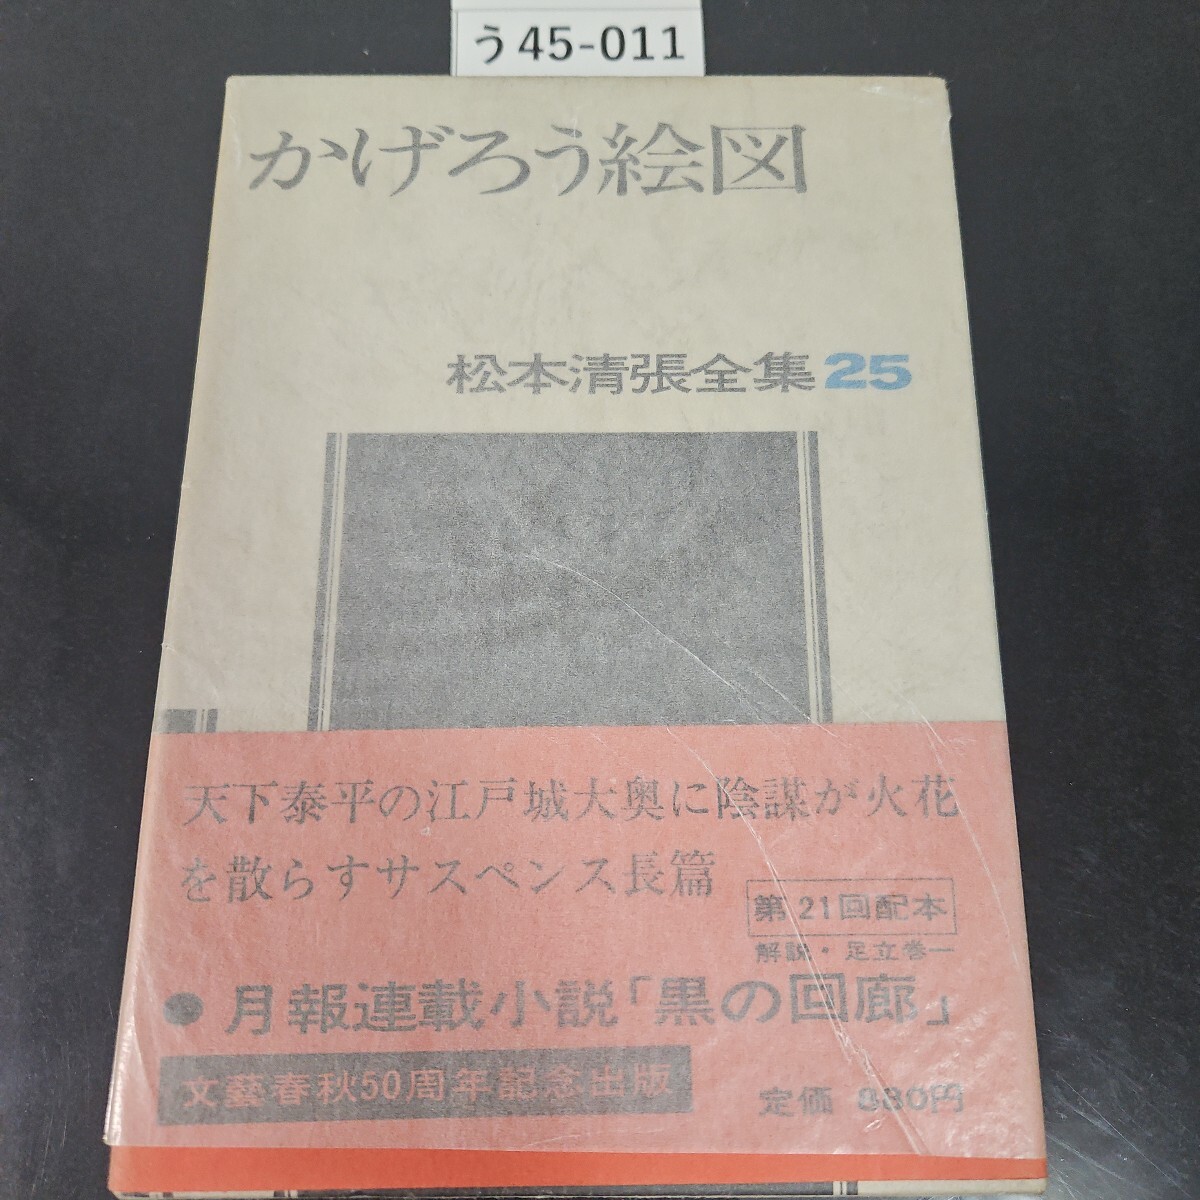 う45-011
かげろう絵図
松本清張全集25
天下泰平の江戸城大奥に陰謀が火花
を散らすサスペンス長篇
第21回配本
解説・足立巻一
●月報連載小説「黒の回廊」
文藝春秋50周年記念出版
定価 880円